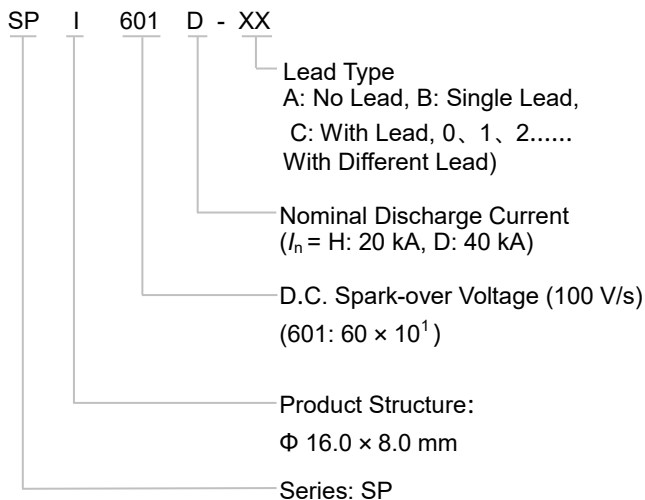 SP I 601 D - XX
Lead Type
A: No Lead, B: Single Lead,
C: With Lead, 0、1、2……
With Different Lead)
Nominal Discharge Current
(Iₙ = H: 20 kA, D: 40 kA)
D.C. Spark-over Voltage (100 V/s)
(601: 60 × 10¹)
Product Structure:
Φ 16.0 × 8.0 mm
Series: SP